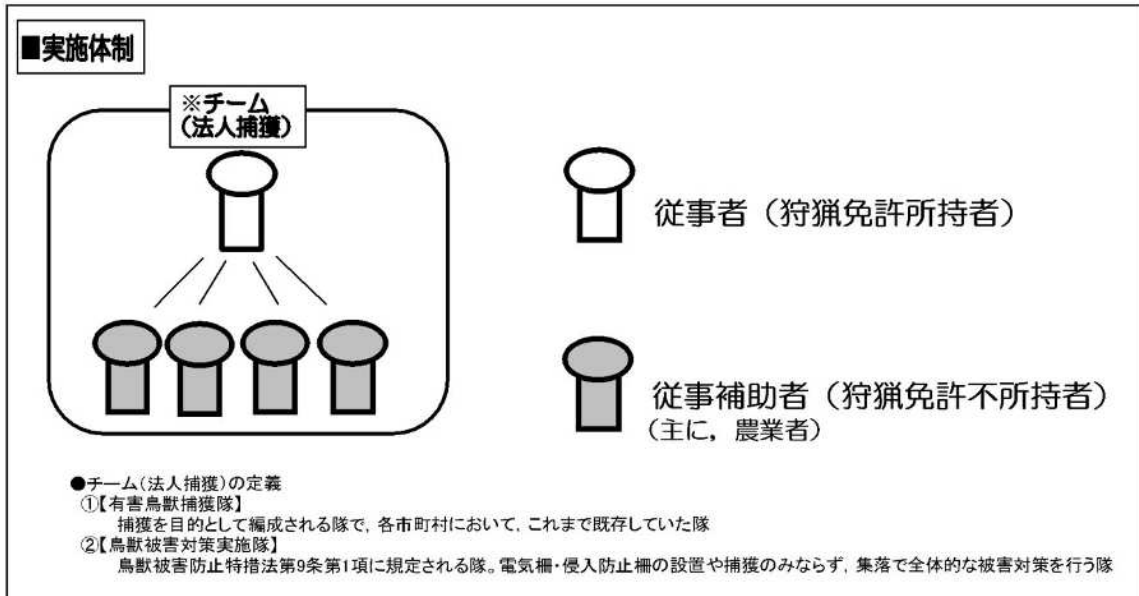 ■実施体制
※チーム
（法人捕獲）
従事者（狩猟免許所持者）
従事補助者（狩猟免許不所持者）
（主に，農業者）
●チーム（法人捕獲）の定義
①【有害鳥獣捕獲隊】
捕獲を目的として編成される隊で，各市町村において，これまで既存していた隊
②【鳥獣被害対策実施隊】
鳥獣被害防止特措法第9条第1項に規定される隊。電気柵・侵入防止柵の設置や捕獲のみならず，集落で全体的な被害対策を行う隊